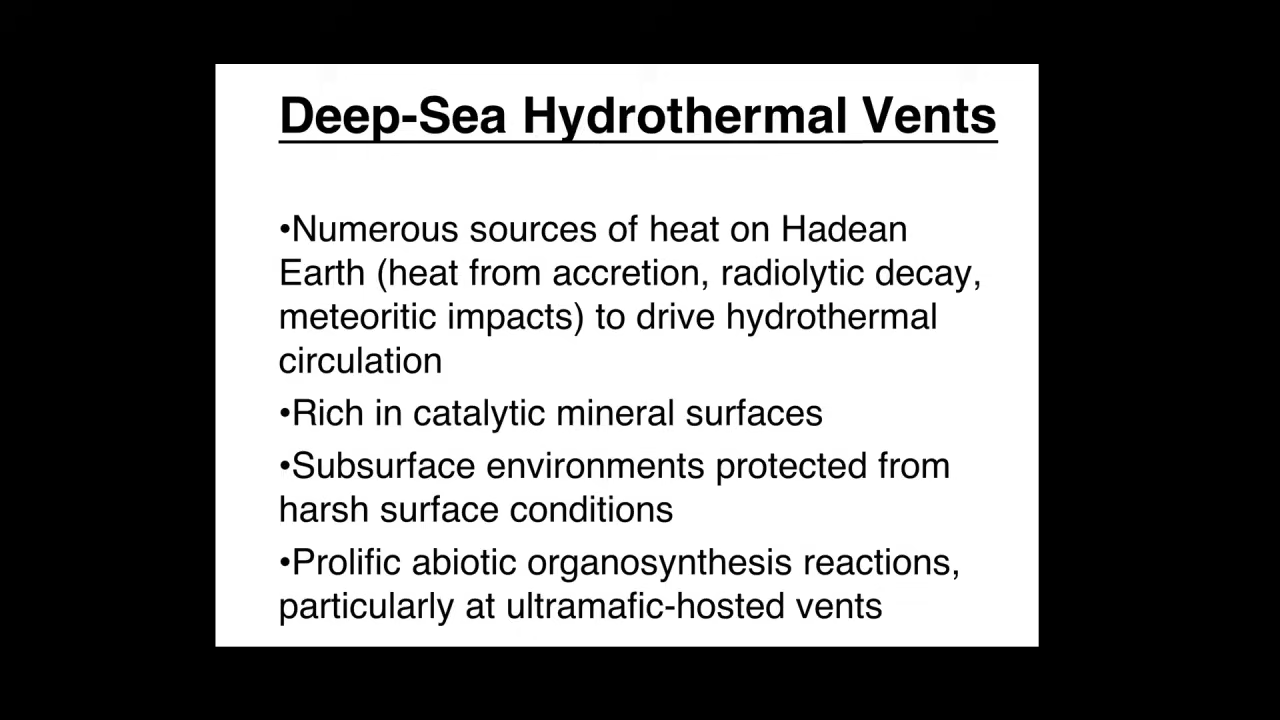 Deep-Sea Hydrothermal Vents
•Numerous sources of heat on Hadean
Earth (heat from accretion, radiolytic decay,
meteoritic impacts) to drive hydrothermal
circulation
•Rich in catalytic mineral surfaces
•Subsurface environments protected from
harsh surface conditions
•Prolific abiotic organosynthesis reactions,
particularly at ultramafic-hosted vents